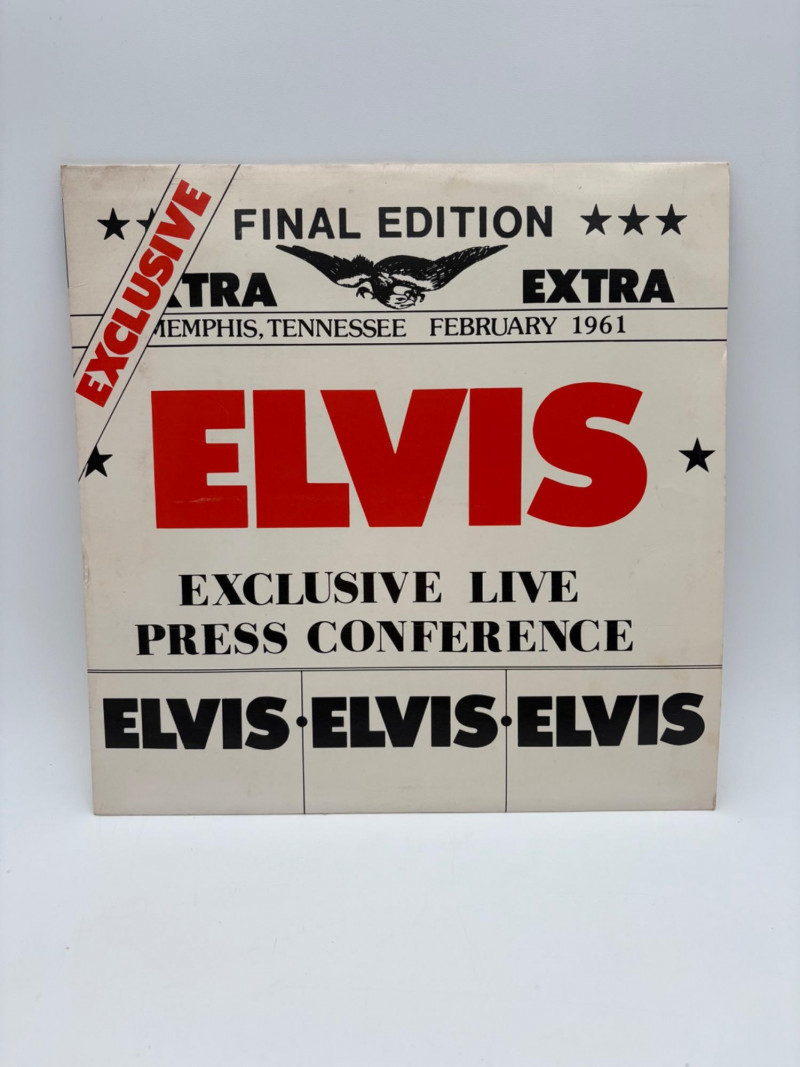 EXCLUSIVE
FINAL EDITION
XTRA EXTRA
MEMPHIS, TENNESSEE FEBRUARY 1961
ELVIS
EXCLUSIVE LIVE
PRESS CONFERENCE
ELVIS • ELVIS • ELVIS